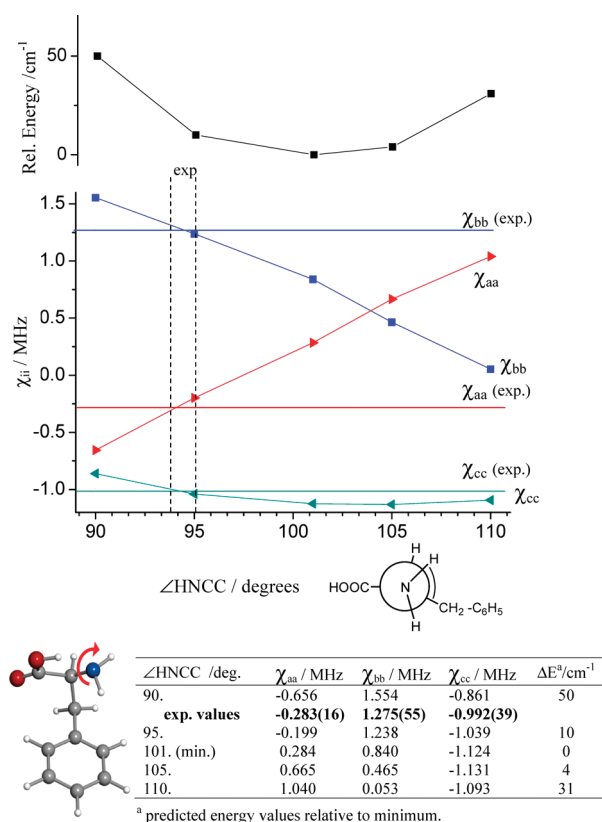 Rel. Energy /cm⁻¹
50
0
exp
χii / MHz
1.5
1.0
0.5
0.0
-0.5
-1.0
χbb (exp.)
χaa
χbb
χaa (exp.)
χcc (exp.)
χcc
90 95 100 105 110
∠HNCC / degrees
H
H
HOOC
N
CH2 -C6H5
H
∠HNCC /deg. χaa / MHz χbb / MHz χcc / MHz ΔEᵃ/cm⁻¹
90. -0.656 1.554 -0.861 50
exp. values -0.283(16) 1.275(55) -0.992(39)
95. -0.199 1.238 -1.039 10
101. (min.) 0.284 0.840 -1.124 0
105. 0.665 0.465 -1.131 4
110. 1.040 0.053 -1.093 31
ᵃ predicted energy values relative to minimum.